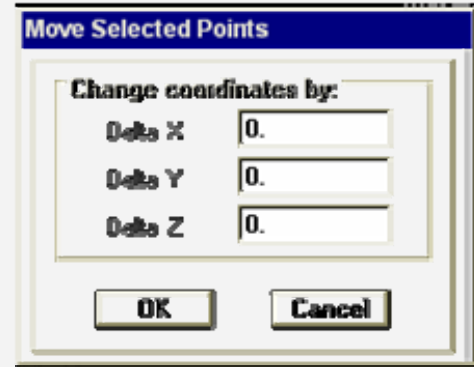 Move Selected Points
Change coordinates by:
Delta X 0.
Delta Y 0.
Delta Z 0.
OK Cancel